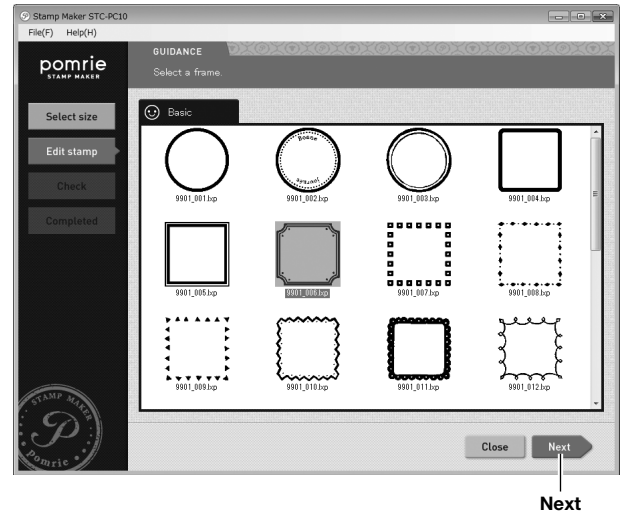 Stamp Maker STC-PC10
File(F) Help(H)
pomrie
STAMP MAKER
GUIDANCE
Select a frame.
Select size
Edit stamp
Check
Completed
Basic
Bonne
journée
9901_001.lxp 9901_002.lxp 9901_003.lxp 9901_004.lxp
9901_005.lxp 9901_006.lxp 9901_007.lxp 9901_008.lxp
9901_009.lxp 9901_010.lxp 9901_011.lxp 9901_012.lxp
STAMP MAKER
P
Pomrie
Close Next
Next